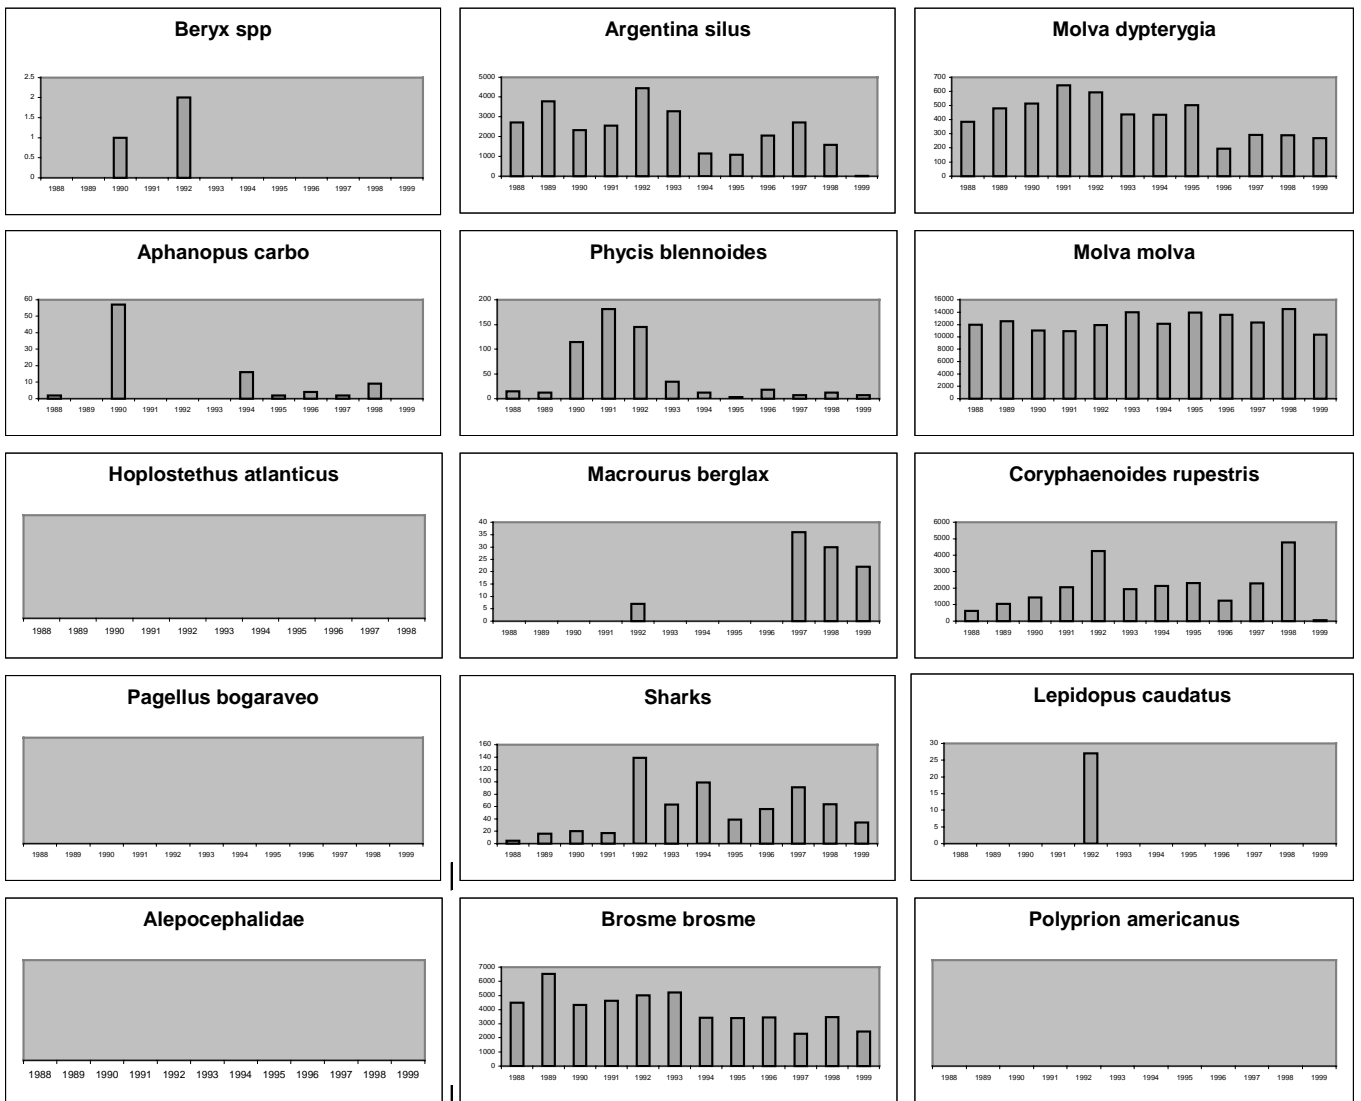 Beryx spp
2.5
2
1.5
1
0.5
0
1988 1989 1990 1991 1992 1993 1994 1995 1996 1997 1998 1999
Argentina silus
5000
4000
3000
2000
1000
0
1988 1989 1990 1991 1992 1993 1994 1995 1996 1997 1998 1999
Molva dypterygia
700
600
500
400
300
200
100
0
1988 1989 1990 1991 1992 1993 1994 1995 1996 1997 1998 1999
Aphanopus carbo
60
50
40
30
20
10
0
1988 1989 1990 1991 1992 1993 1994 1995 1996 1997 1998 1999
Phycis blennoides
200
150
100
50
0
1988 1989 1990 1991 1992 1993 1994 1995 1996 1997 1998 1999
Molva molva
16000
14000
12000
10000
8000
6000
4000
2000
0
1988 1989 1990 1991 1992 1993 1994 1995 1996 1997 1998 1999
Hoplostethus atlanticus
1988 1989 1990 1991 1992 1993 1994 1995 1996 1997 1998
Macrourus berglax
40
35
30
25
20
15
10
5
0
1988 1989 1990 1991 1992 1993 1994 1995 1996 1997 1998 1999
Coryphaenoides rupestris
6000
5000
4000
3000
2000
1000
0
1988 1989 1990 1991 1992 1993 1994 1995 1996 1997 1998 1999
Pagellus bogaraveo
1988 1989 1990 1991 1992 1993 1994 1995 1996 1997 1998 1999
Sharks
160
140
120
100
80
60
40
20
0
1988 1989 1990 1991 1992 1993 1994 1995 1996 1997 1998 1999
Lepidopus caudatus
30
25
20
15
10
5
0
1988 1989 1990 1991 1992 1993 1994 1995 1996 1997 1998 1999
Alepocephalidae
1988 1989 1990 1991 1992 1993 1994 1995 1996 1997 1998 1999
Brosme brosme
7000
6000
5000
4000
3000
2000
1000
0
1988 1989 1990 1991 1992 1993 1994 1995 1996 1997 1998 1999
Polyprion americanus
1988 1989 1990 1991 1992 1993 1994 1995 1996 1997 1998 1999